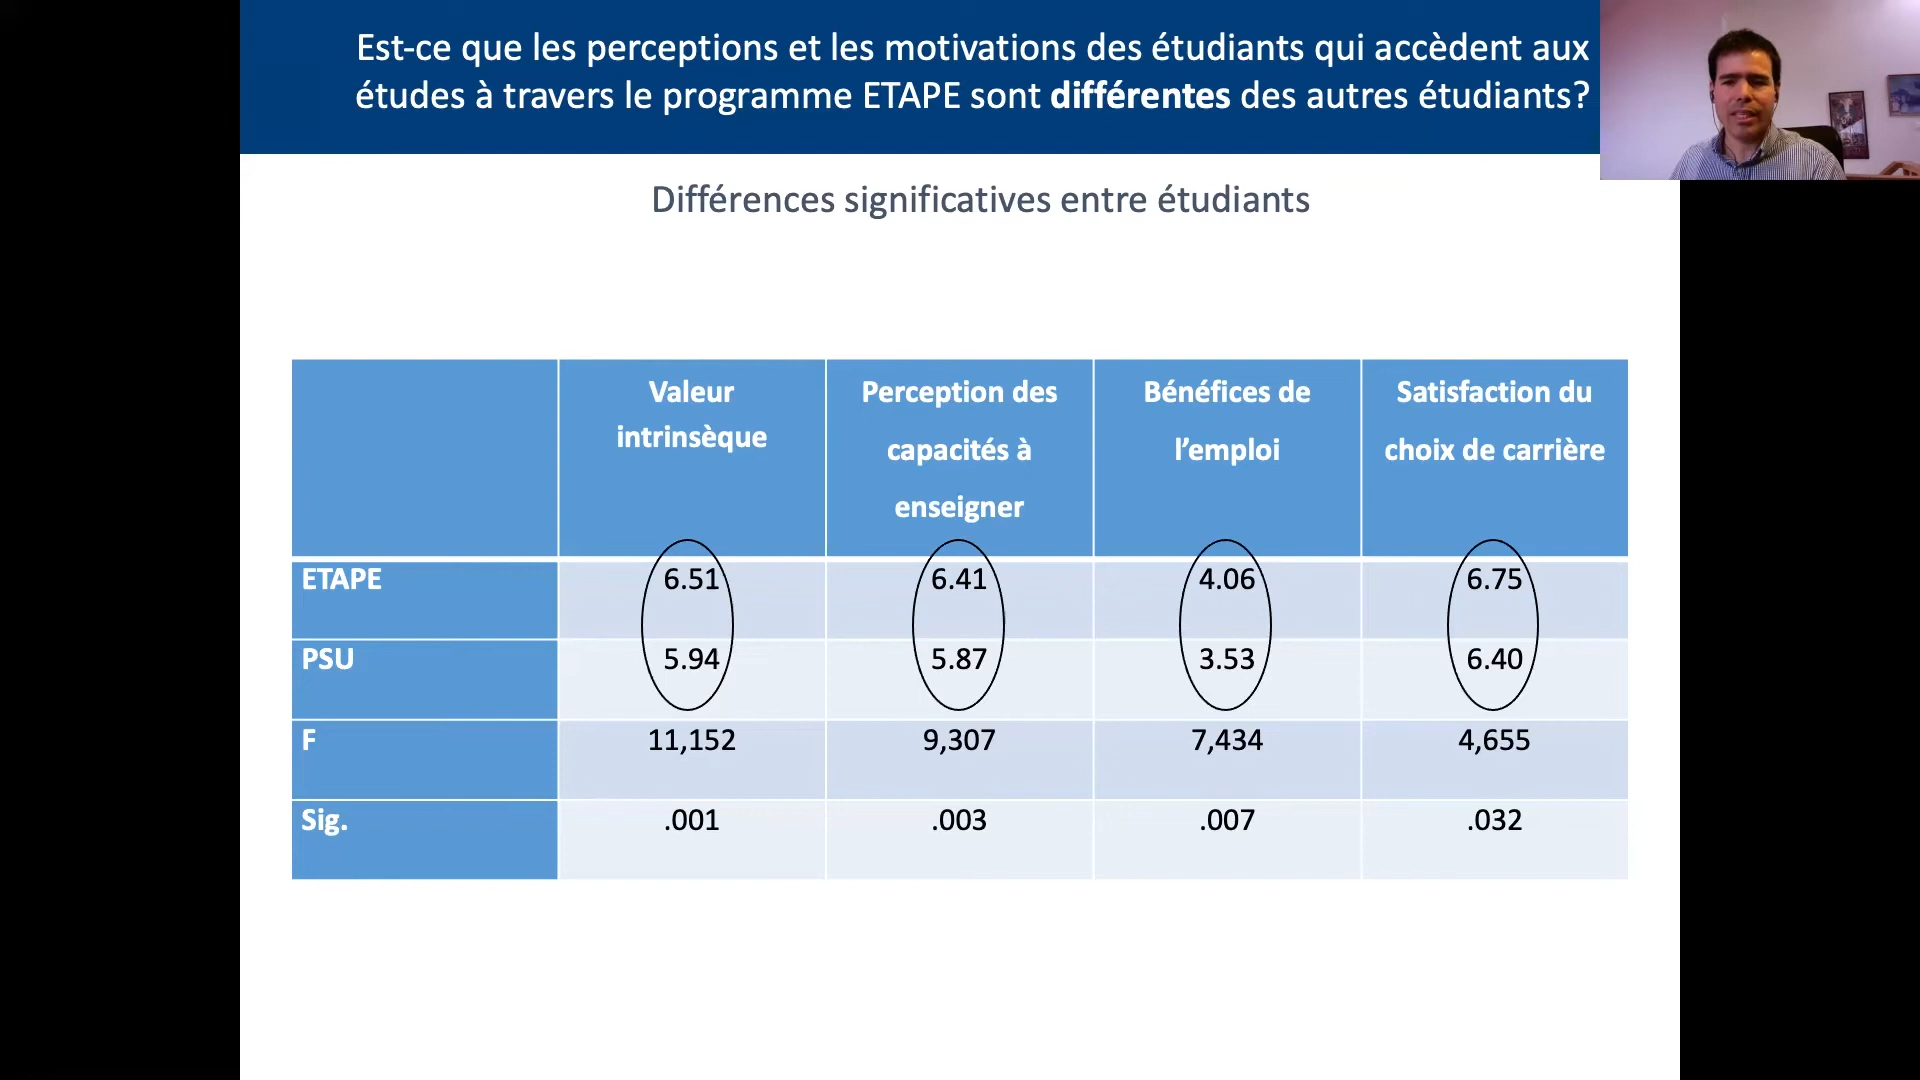 Est-ce que les perceptions et les motivations des étudiants qui accèdent aux
études à travers le programme ETAPE sont différentes des autres étudiants?
Différences significatives entre étudiants
Valeur
intrinsèque
Perception des
capacités à
enseigner
Bénéfices de
l’emploi
Satisfaction du
choix de carrière
ETAPE 6.51 6.41 4.06 6.75
PSU 5.94 5.87 3.53 6.40
F 11,152 9,307 7,434 4,655
Sig. .001 .003 .007 .032